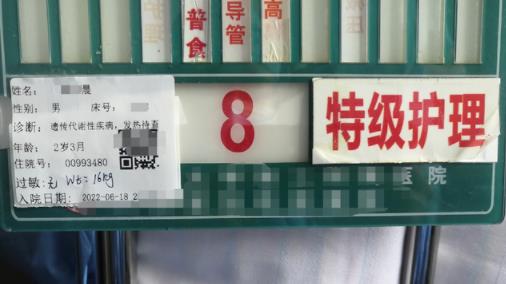 普食
导管
高
姓名: 晨
性别: 男 床号:
诊断: 遗传代谢性疾病, 发热待查
年龄: 2岁3月
住院号: 00993480
过敏: 无 Wt: 16kg
入院日期: 2022-06-18 2
8
特级护理
医院